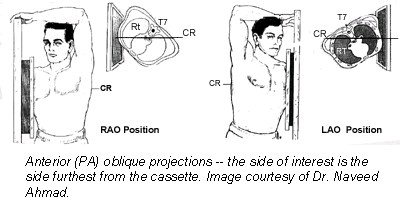 Rt T7
CR
CR
RAO Position
T7
CR
RT
CR
LAO Position
Anterior (PA) oblique projections -- the side of interest is the
side furthest from the cassette. Image courtesy of Dr. Naveed
Ahmad.